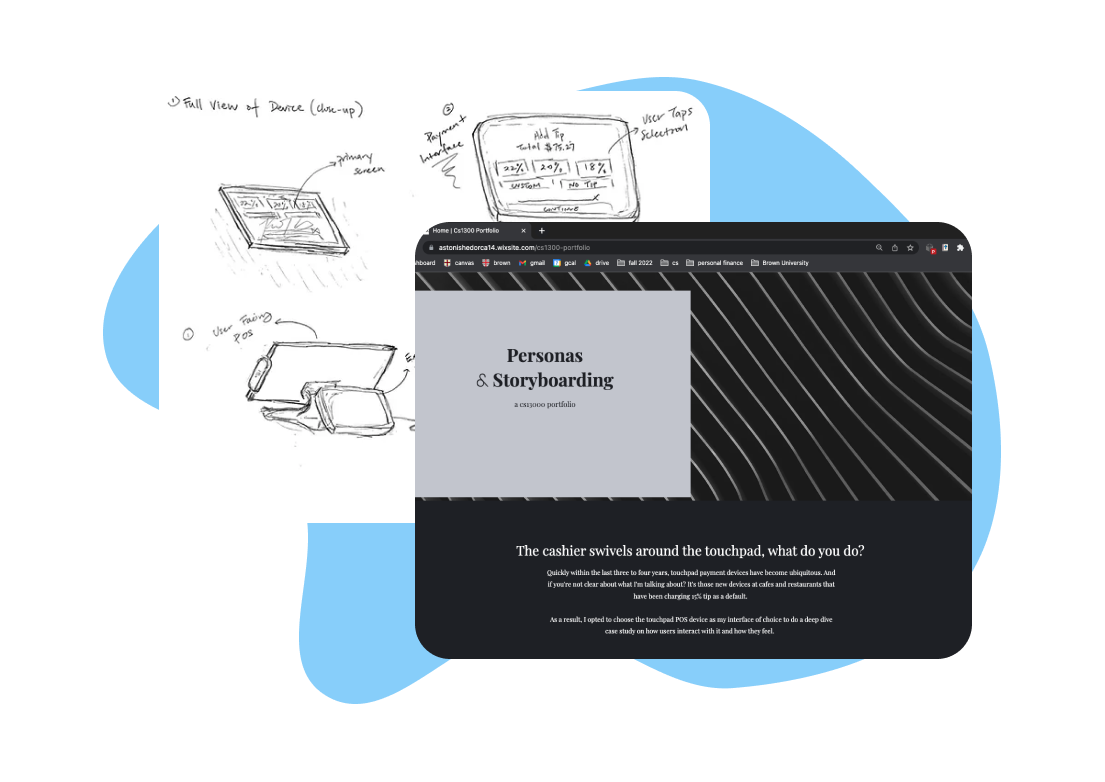 ① Full View of Device (close-up)
primary
screen
22% 20% 18%
②
Payment
Interface
Add Tip
Total $75.27
22% 20% 18%
CUSTOM NO TIP
X
CONTINUE
User Taps
Selection
①
User Facing
POS
Home | Cs1300 Portfolio
astonishedorca14.wixsite.com/cs1300-portfolio
hboard canvas brown gmail gcal drive fall 2022 cs personal finance Brown University
Personas
& Storyboarding
a cs13000 portfolio
The cashier swivels around the touchpad, what do you do?
Quickly within the last three to four years, touchpad payment devices have become ubiquitous. And
if you're not clear about what I'm talking about? It's those new devices at cafes and restaurants that
have been charging 15% tip as a default.
As a result, I opted to choose the touchpad POS device as my interface of choice to do a deep dive
case study on how users interact with it and how they feel.